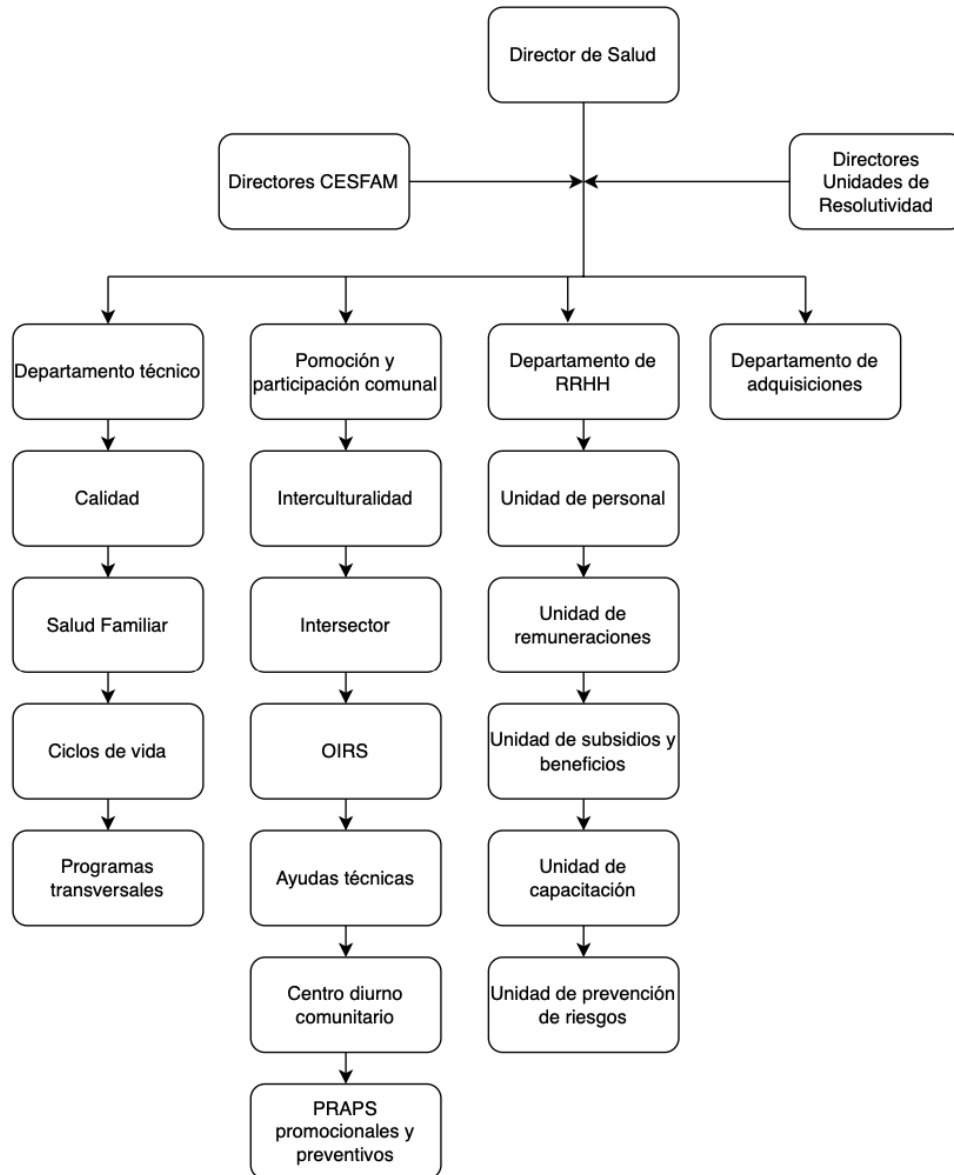 Director de Salud
Directores CESFAM
Directores
Unidades de
Resolutividad
Departamento técnico
Pomoción y
participación comunal
Departamento de
RRHH
Departamento de
adquisiciones
Calidad
Interculturalidad
Unidad de personal
Salud Familiar
Intersector
Unidad de
remuneraciones
Ciclos de vida
OIRS
Unidad de subsidios y
beneficios
Programas
transversales
Ayudas técnicas
Unidad de
capacitación
Centro diurno
comunitario
Unidad de prevención
de riesgos
PRAPS
promocionales y
preventivos